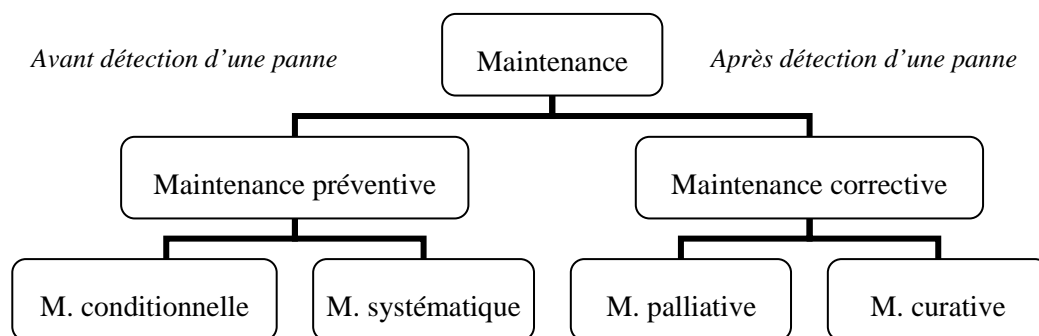 Avant détection d’une panne
Maintenance
Après détection d’une panne
Maintenance préventive
Maintenance corrective
M. conditionnelle
M. systématique
M. palliative
M. curative